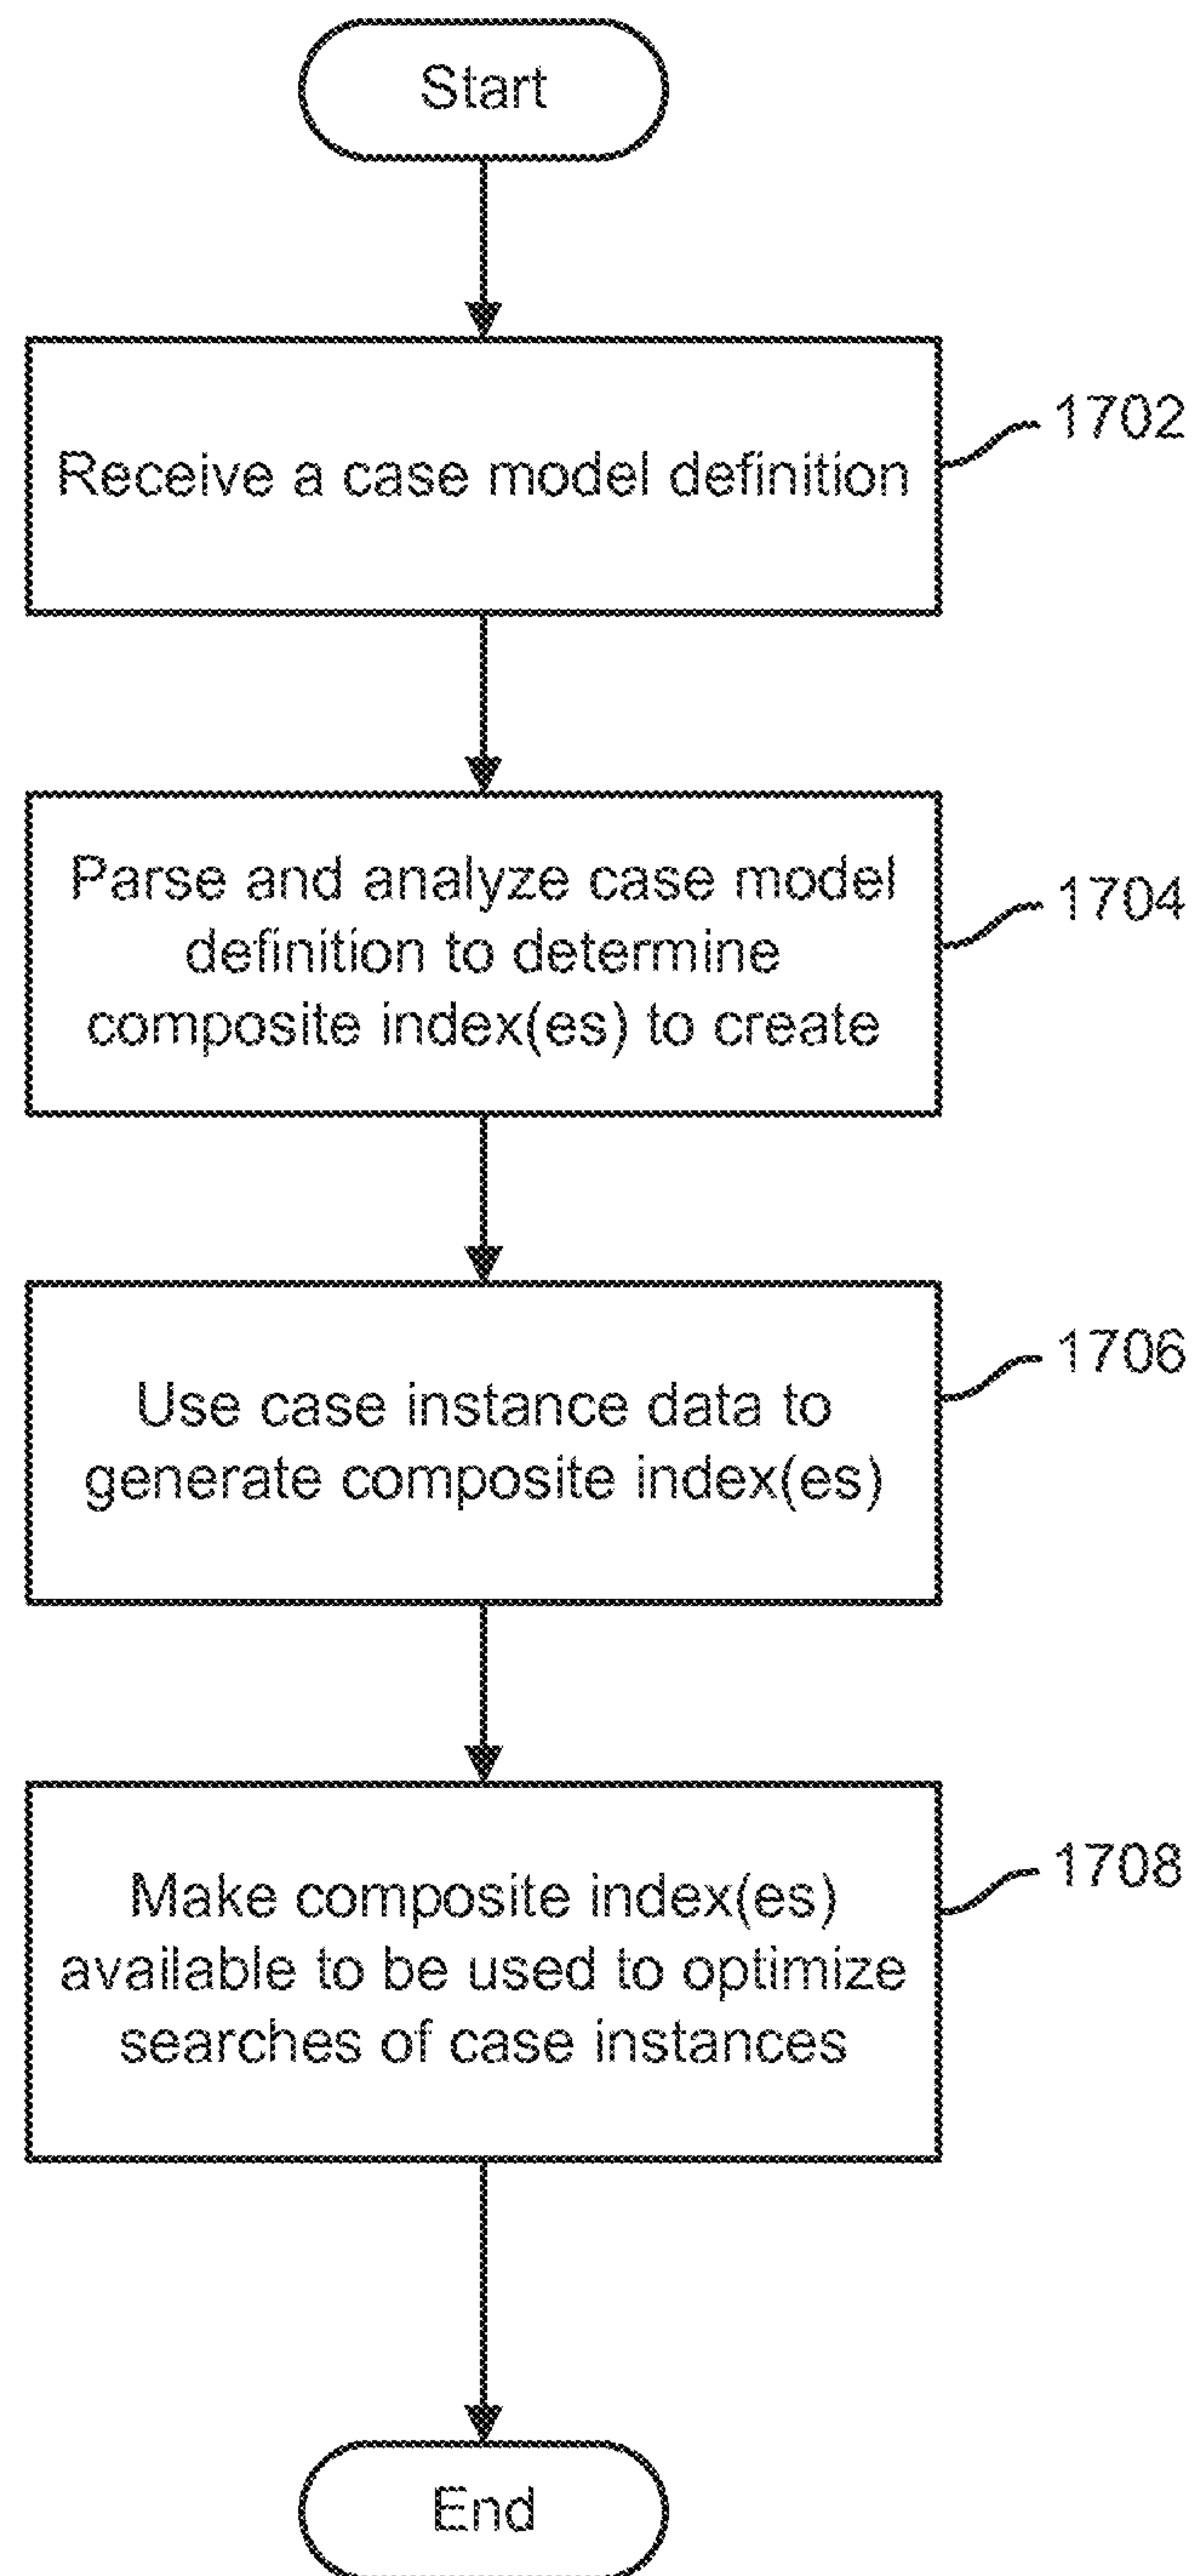 Start
Receive a case model definition
1702
Parse and analyze case model
definition to determine
composite index(es) to create
1704
Use case instance data to
generate composite index(es)
1706
Make composite index(es)
available to be used to optimize
searches of case instances
1708
End